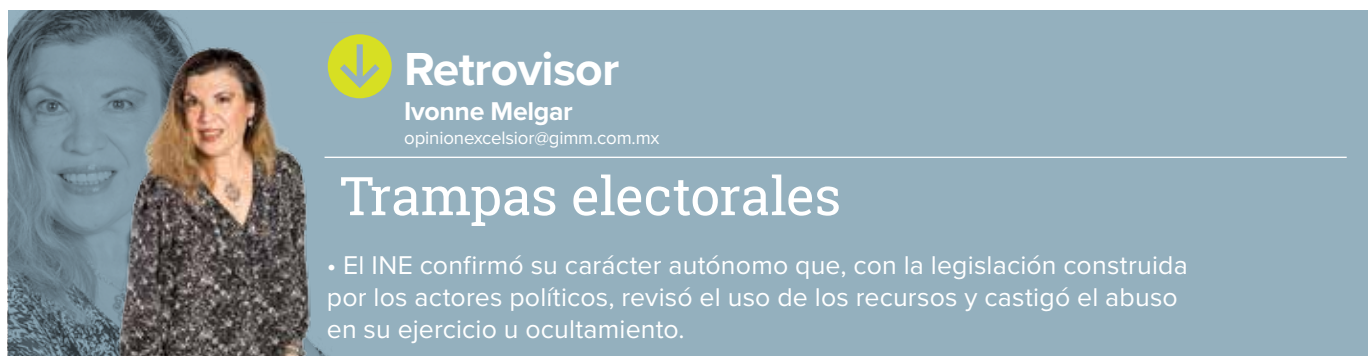 Retrovisor
Ivonne Melgar
opinionexcelsior@gimm.com.mx
Trampas electorales
• El INE confirmó su carácter autónomo que, con la legislación construida
por los actores políticos, revisó el uso de los recursos y castigó el abuso
en su ejercicio u ocultamiento.